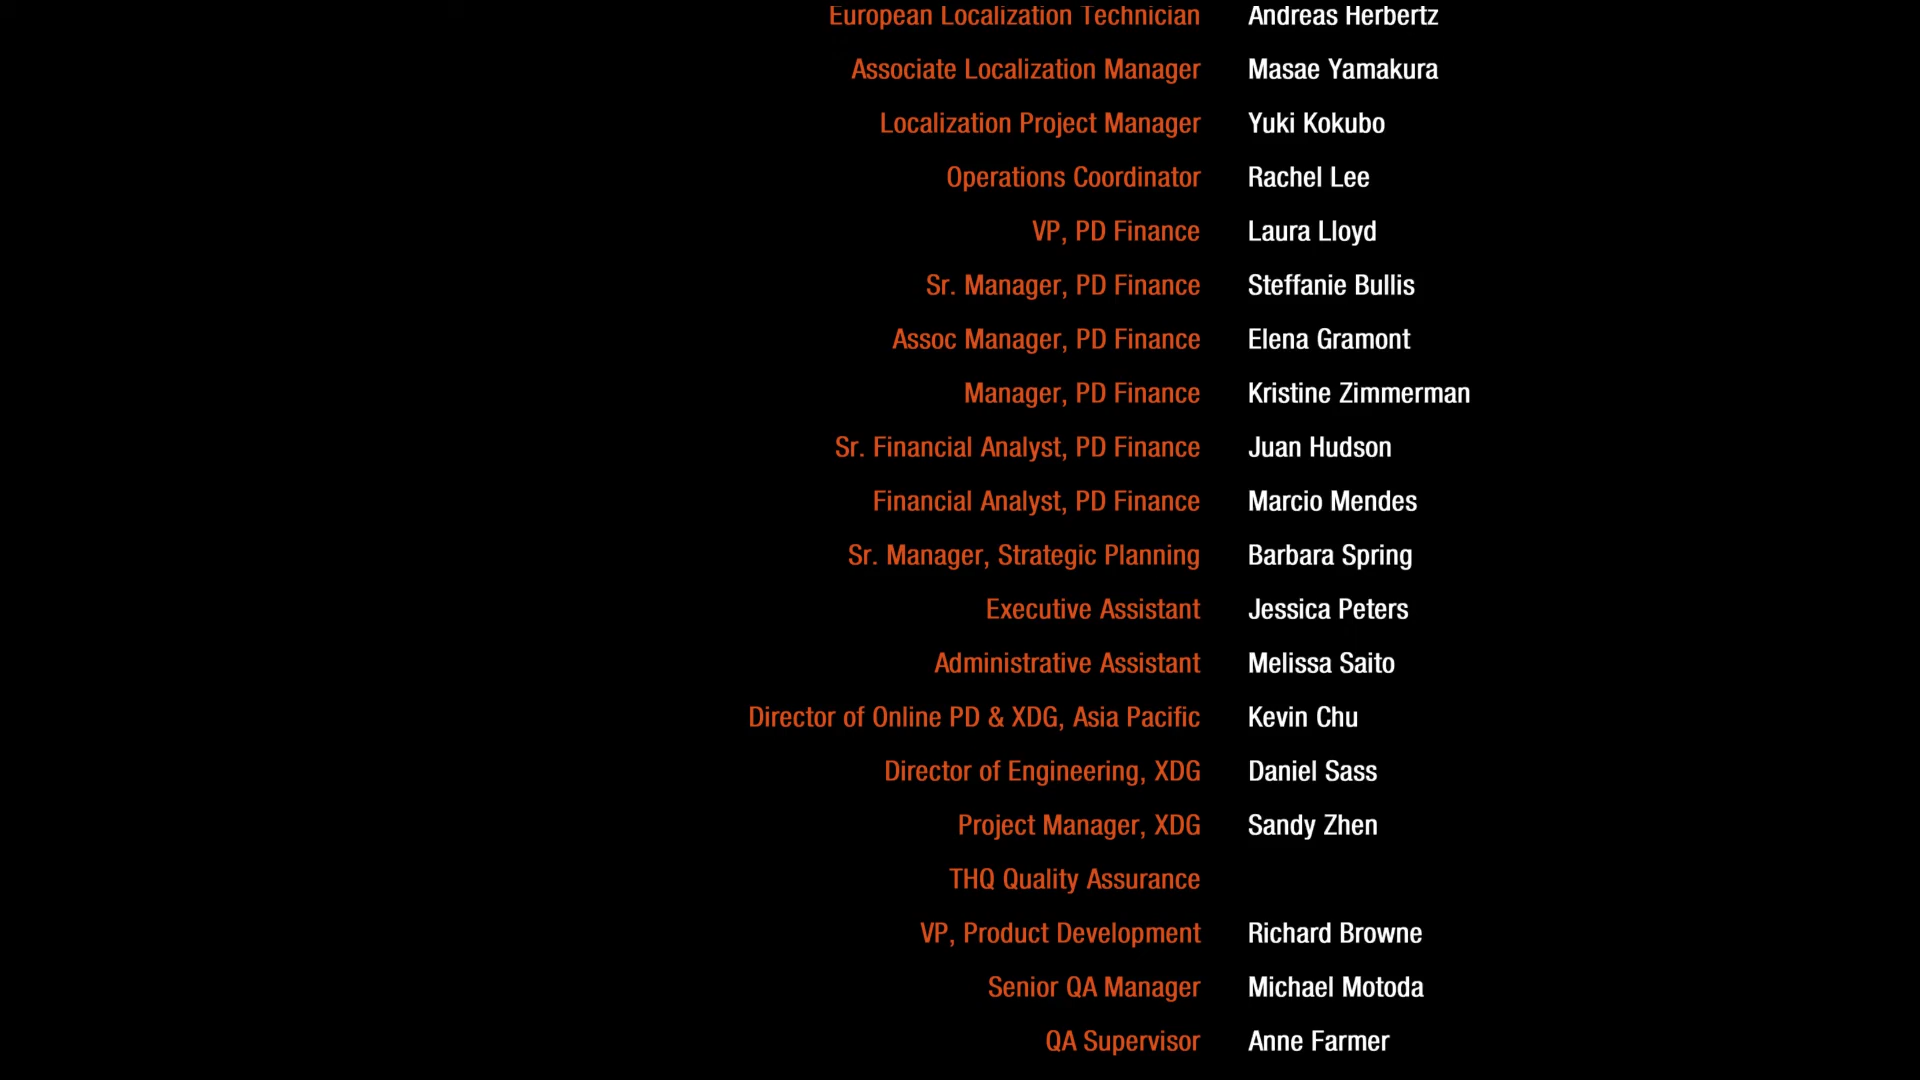 European Localization Technician Andreas Herbertz
Associate Localization Manager Masae Yamakura
Localization Project Manager Yuki Kokubo
Operations Coordinator Rachel Lee
VP, PD Finance Laura Lloyd
Sr. Manager, PD Finance Steffanie Bullis
Assoc Manager, PD Finance Elena Gramont
Manager, PD Finance Kristine Zimmerman
Sr. Financial Analyst, PD Finance Juan Hudson
Financial Analyst, PD Finance Marcio Mendes
Sr. Manager, Strategic Planning Barbara Spring
Executive Assistant Jessica Peters
Administrative Assistant Melissa Saito
Director of Online PD & XDG, Asia Pacific Kevin Chu
Director of Engineering, XDG Daniel Sass
Project Manager, XDG Sandy Zhen
THQ Quality Assurance
VP, Product Development Richard Browne
Senior QA Manager Michael Motoda
QA Supervisor Anne Farmer